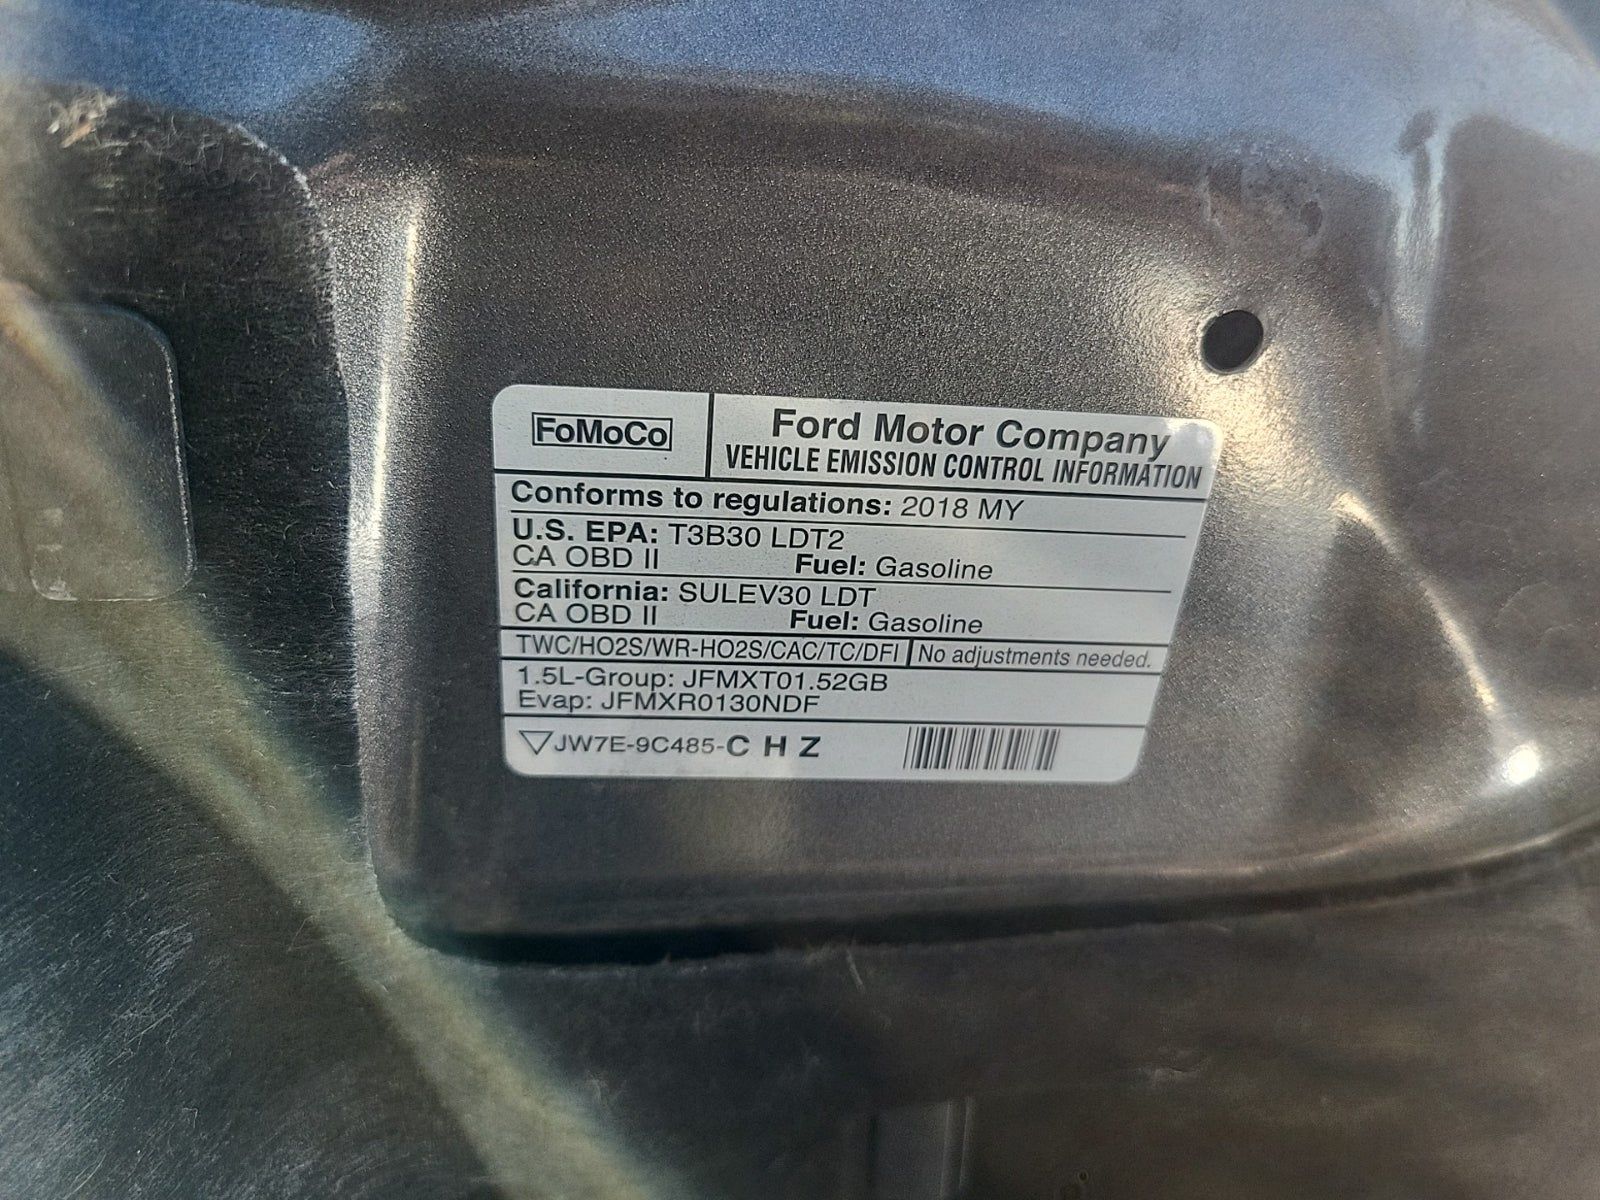 FoMoCo
Ford Motor Company
VEHICLE EMISSION CONTROL INFORMATION
Conforms to regulations: 2018 MY
U.S. EPA: T3B30 LDT2
CA OBD II Fuel: Gasoline
California: SULEV30 LDT
CA OBD II Fuel: Gasoline
TWC/HO2S/WR-HO2S/CAC/TC/DFI No adjustments needed.
1.5L-Group: JFMXT01.52GB
Evap: JFMXR0130NDF
JW7E-9C485-C H Z